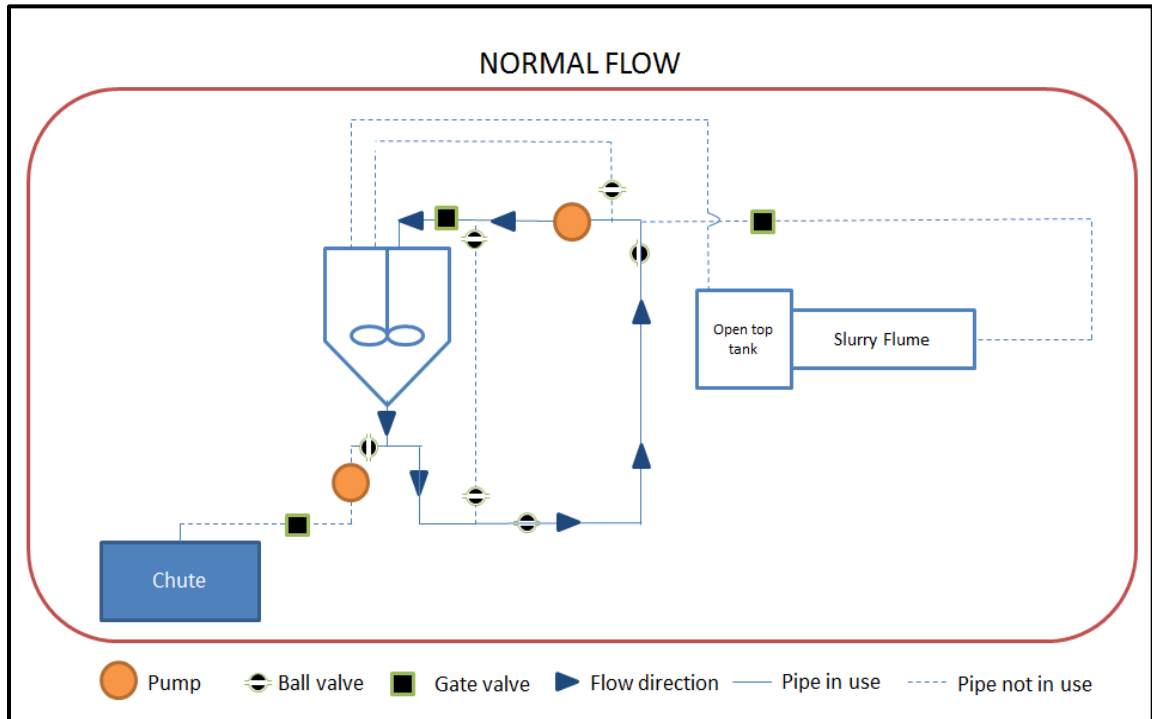 NORMAL FLOW
Open top
tank
Slurry Flume
Chute
Pump
Ball valve
Gate valve
Flow direction
Pipe in use
Pipe not in use